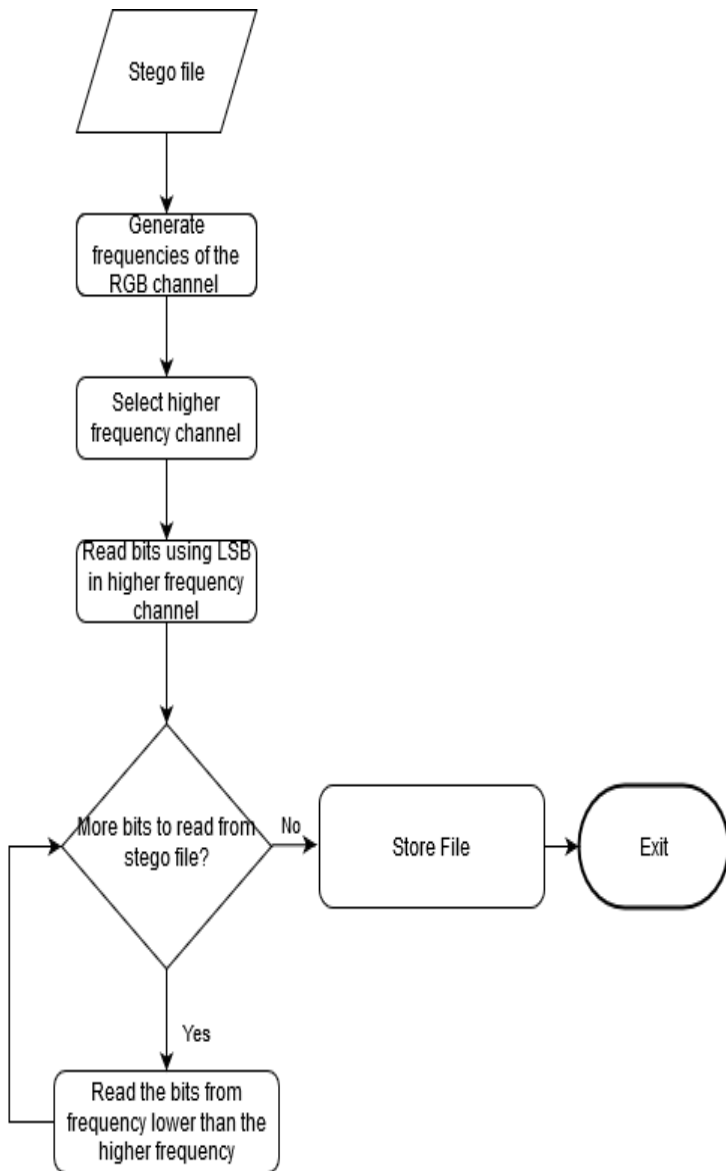 Stego file
Generate
frequencies of the
RGB channel
Select higher
frequency channel
Read bits using LSB
in higher frequency
channel
More bits to read from
stego file?
No
Store File
Exit
Yes
Read the bits from
frequency lower than the
higher frequency